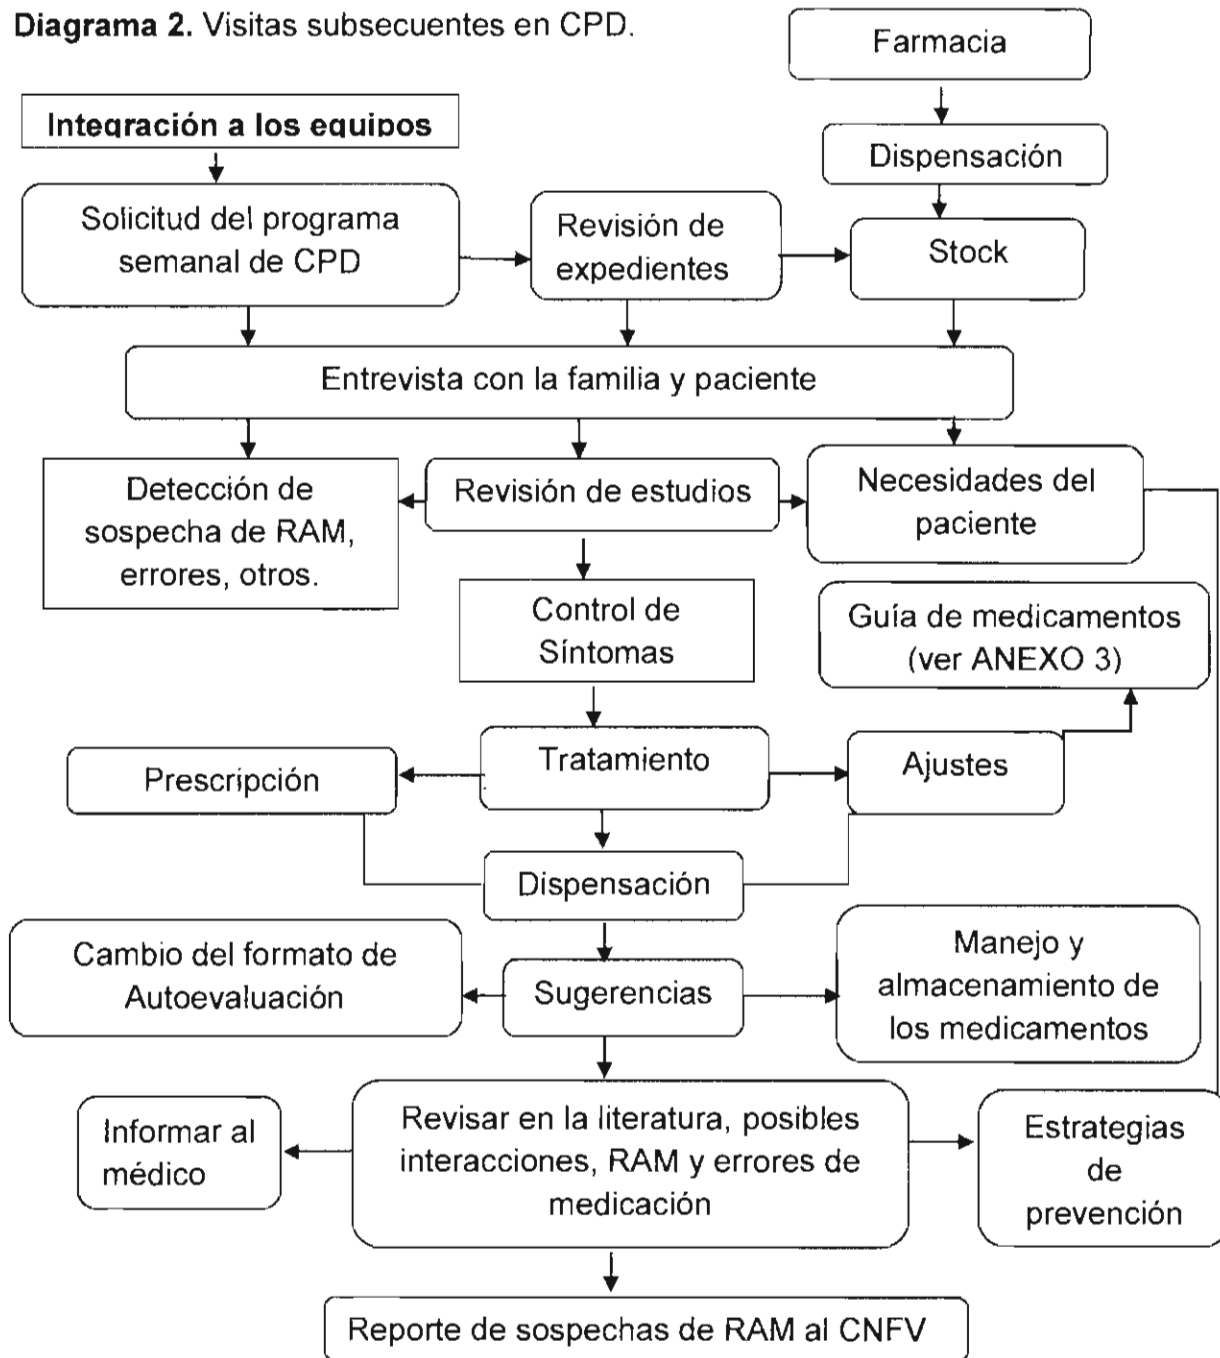 Diagrama 2. Visitas subsecuentes en CPD.
Farmacia
Integración a los equipos
Dispensación
Solicitud del programa
semanal de CPD
Revisión de
expedientes
Stock
Entrevista con la familia y paciente
Detección de
sospecha de RAM,
errores, otros.
Revisión de estudios
Necesidades del
paciente
Control de
Síntomas
Guía de medicamentos
(ver ANEXO 3)
Prescripción
Tratamiento
Ajustes
Dispensación
Cambio del formato de
Autoevaluación
Sugerencias
Manejo y
almacenamiento de
los medicamentos
Informar al
médico
Revisar en la literatura, posibles
interacciones, RAM y errores de
medicación
Estrategias
de
prevención
Reporte de sospechas de RAM al CNFV